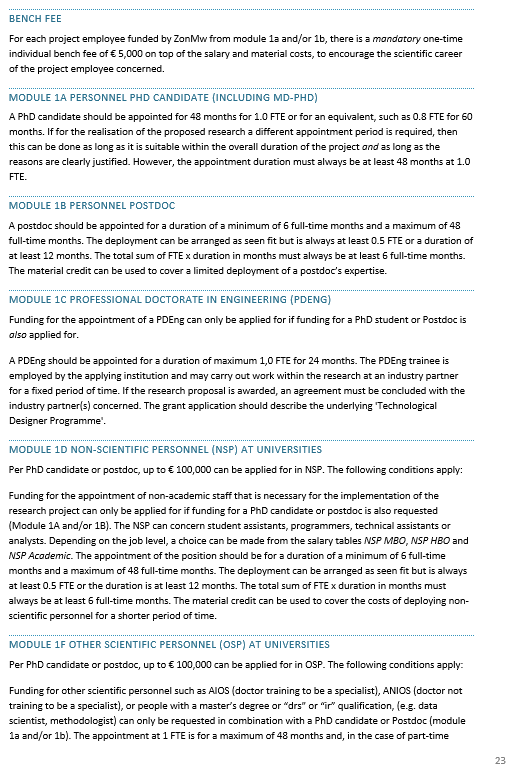 BENCH FEE
For each project employee funded by ZonMw from module 1a and/or 1b, there is a mandatory one-time
individual bench fee of € 5,000 on top of the salary and material costs, to encourage the scientific career
of the project employee concerned.
MODULE 1A PERSONNEL PHD CANDIDATE (INCLUDING MD-PHD)
A PhD candidate should be appointed for 48 months for 1.0 FTE or for an equivalent, such as 0.8 FTE for 60
months. If for the realisation of the proposed research a different appointment period is required, then
this can be done as long as it is suitable within the overall duration of the project and as long as the
reasons are clearly justified. However, the appointment duration must always be at least 48 months at 1.0
FTE.
MODULE 1B PERSONNEL POSTDOC
A postdoc should be appointed for a duration of a minimum of 6 full-time months and a maximum of 48
full-time months. The deployment can be arranged as seen fit but is always at least 0.5 FTE or a duration of
at least 12 months. The total sum of FTE x duration in months must always be at least 6 full-time months.
The material credit can be used to cover a limited deployment of a postdoc's expertise.
MODULE 1C PROFESSIONAL DOCTORATE IN ENGINEERING (PDENG)
Funding for the appointment of a PDEng can only be applied for if funding for a PhD student or Postdoc is
also applied for.
A PDEng should be appointed for a duration of maximum 1,0 FTE for 24 months. The PDEng trainee is
employed by the applying institution and may carry out work within the research at an industry partner
for a fixed period of time. If the research proposal is awarded, an agreement must be concluded with the
industry partner(s) concerned. The grant application should describe the underlying 'Technological
Designer Programme'.
MODULE 1D NON-SCIENTIFIC PERSONNEL (NSP) AT UNIVERSITIES
Per PhD candidate or postdoc, up to € 100,000 can be applied for in NSP. The following conditions apply:
Funding for the appointment of non-academic staff that is necessary for the implementation of the
research project can only be applied for if funding for a PhD candidate or postdoc is also requested
(Module 1A and/or 1B). The NSP can concern student assistants, programmers, technical assistants or
analysts. Depending on the job level, a choice can be made from the salary tables NSP MBO, NSP HBO and
NSP Academic. The appointment of the position should be for a duration of a minimum of 6 full-time
months and a maximum of 48 full-time months. The deployment can be arranged as seen fit but is always
at least 0.5 FTE or the duration is at least 12 months. The total sum of FTE x duration in months must
always be at least 6 full-time months. The material credit can be used to cover the costs of deploying non-
scientific personnel for a shorter period of time.
MODULE 1F OTHER SCIENTIFIC PERSONNEL (OSP) AT UNIVERSITIES
Per PhD candidate or postdoc, up to € 100,000 can be applied for in OSP. The following conditions apply:
Funding for other scientific personnel such as AIOS (doctor training to be a specialist), ANIOS (doctor not
training to be a specialist), or people with a master's degree or “drs” or “ir” qualification, (e.g. data
scientist, methodologist) can only be requested in combination with a PhD candidate or Postdoc (module
1a and/or 1b). The appointment at 1 FTE is for a maximum of 48 months and, in the case of part-time
23